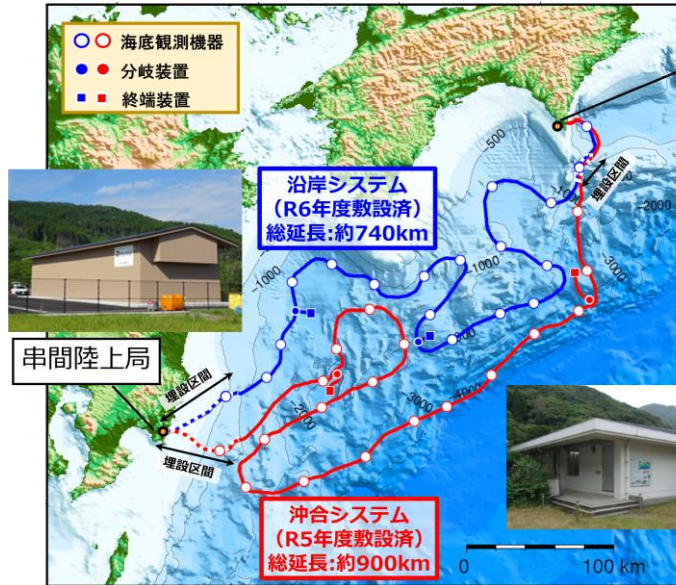 海底観測機器
分岐装置
終端装置
沿岸システム
（R6年度敷設済）
総延長:約740km
-500
-1000
埋設区間
-2000
-1000
-1000
-3000
串間陸上局
埋設区間
-2000
-3000
-4000
埋設区間
沖合システム
（R5年度敷設済）
総延長:約900km
0
100 km